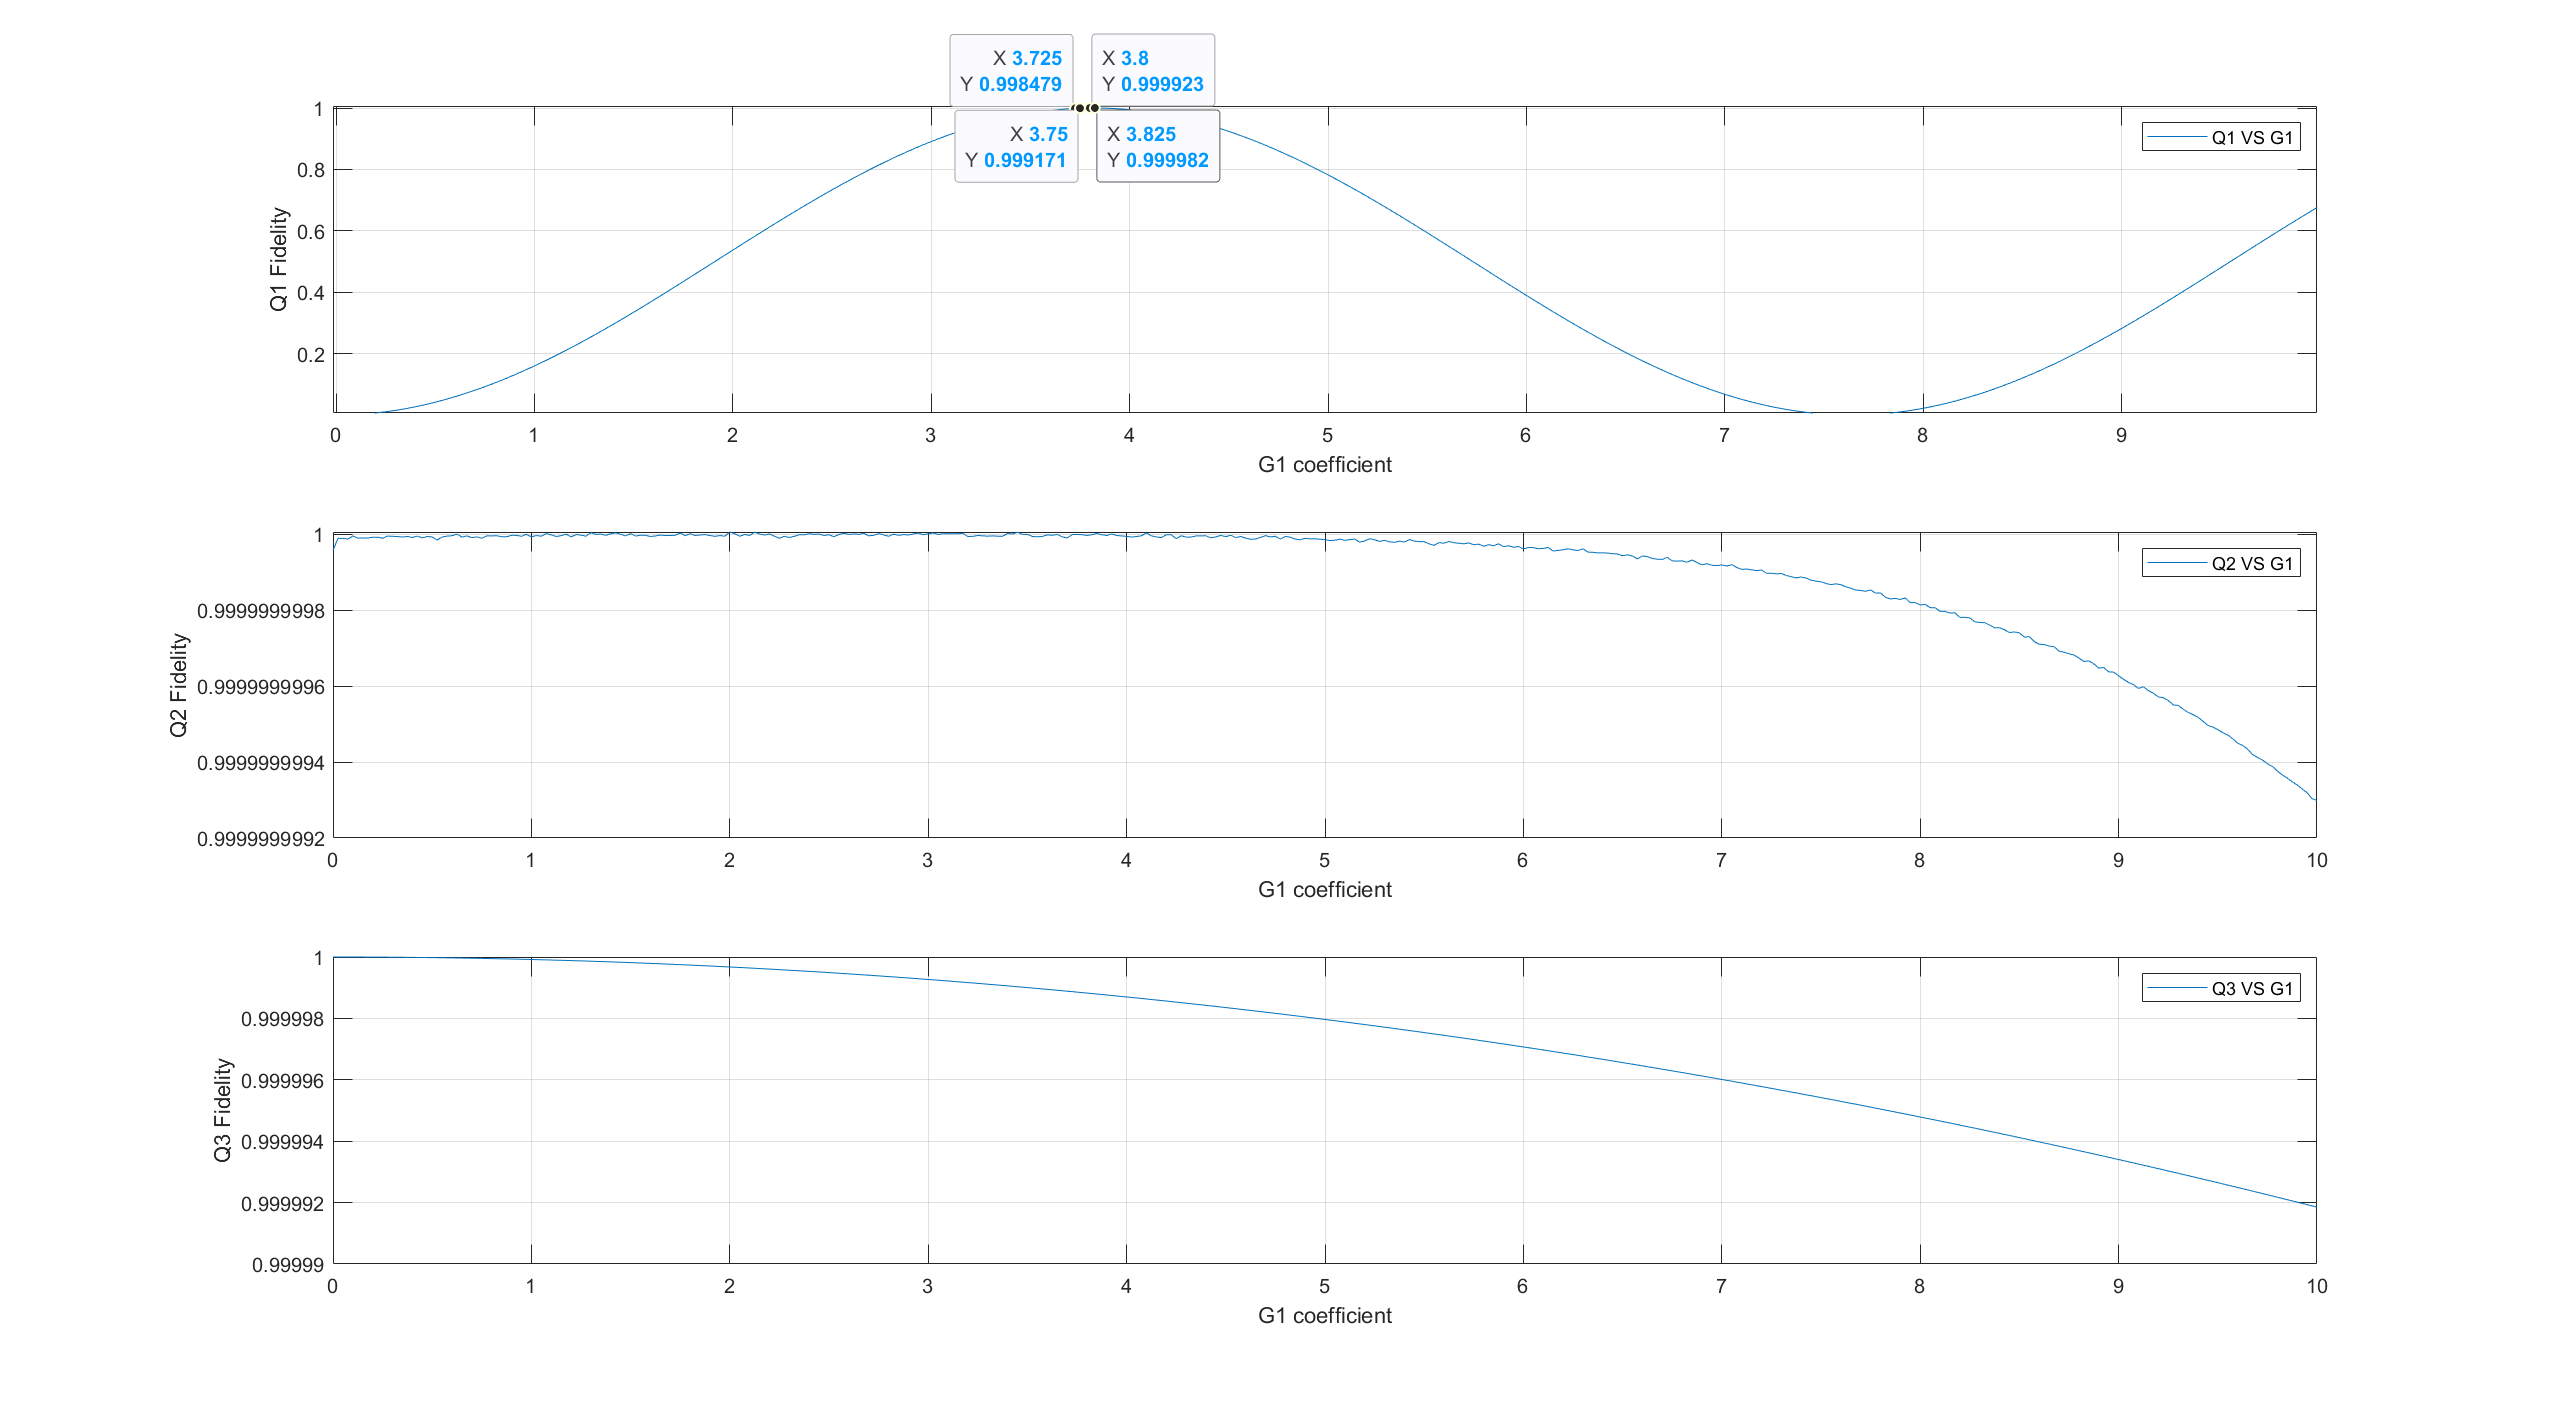 X 3.725
Y 0.998479
X 3.8
Y 0.999923
X 3.75
Y 0.999171
X 3.825
Y 0.999982
Q1 VS G1
Q1 Fidelity
1
0.8
0.6
0.4
0.2
0 1 2 3 4 5 6 7 8 9
G1 coefficient
Q2 VS G1
Q2 Fidelity
1
0.9999999998
0.9999999996
0.9999999994
0.9999999992
0 1 2 3 4 5 6 7 8 9 10
G1 coefficient
Q3 VS G1
Q3 Fidelity
1
0.999998
0.999996
0.999994
0.999992
0.99999
0 1 2 3 4 5 6 7 8 9 10
G1 coefficient